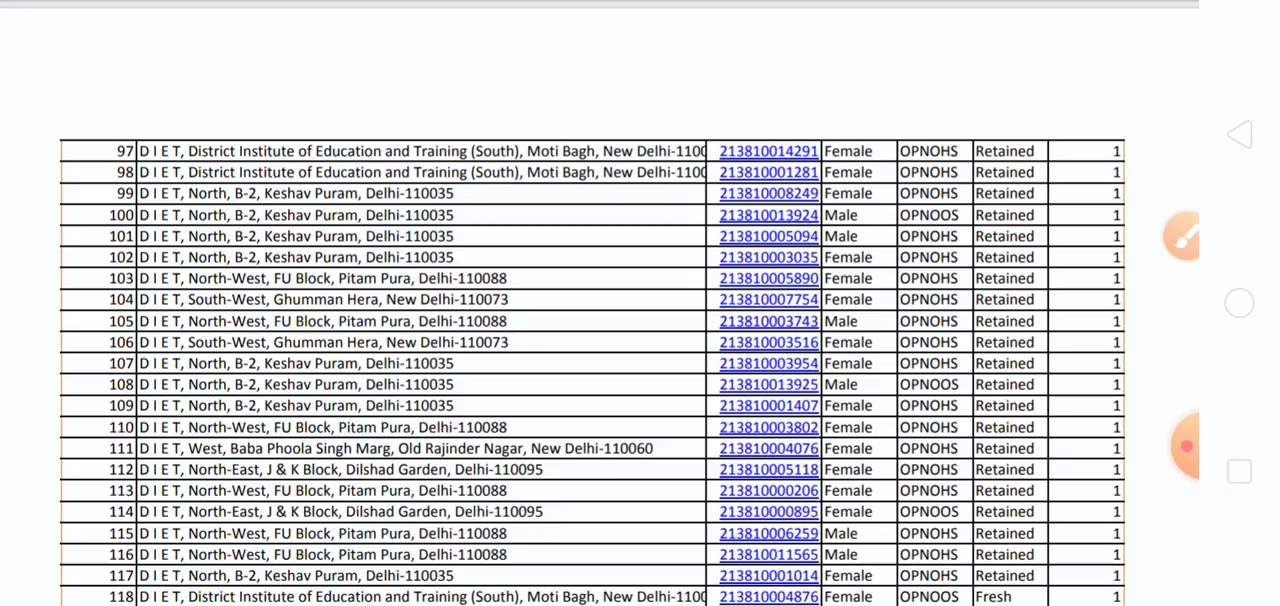 97 D I E T, District Institute of Education and Training (South), Moti Bagh, New Delhi-1100 213810014291 Female OPNOHS Retained 1
98 D I E T, District Institute of Education and Training (South), Moti Bagh, New Delhi-1100 213810001281 Female OPNOHS Retained 1
99 D I E T, North, B-2, Keshav Puram, Delhi-110035 213810008249 Female OPNOHS Retained 1
100 D I E T, North, B-2, Keshav Puram, Delhi-110035 213810013924 Male OPNOOS Retained 1
101 D I E T, North, B-2, Keshav Puram, Delhi-110035 213810005094 Male OPNOHS Retained 1
102 D I E T, North, B-2, Keshav Puram, Delhi-110035 213810003035 Female OPNOHS Retained 1
103 D I E T, North-West, FU Block, Pitam Pura, Delhi-110088 213810005890 Female OPNOHS Retained 1
104 D I E T, South-West, Ghumman Hera, New Delhi-110073 213810007754 Female OPNOHS Retained 1
105 D I E T, North-West, FU Block, Pitam Pura, Delhi-110088 213810003743 Male OPNOHS Retained 1
106 D I E T, South-West, Ghumman Hera, New Delhi-110073 213810003516 Female OPNOHS Retained 1
107 D I E T, North, B-2, Keshav Puram, Delhi-110035 213810003954 Female OPNOHS Retained 1
108 D I E T, North, B-2, Keshav Puram, Delhi-110035 213810013925 Male OPNOOS Retained 1
109 D I E T, North, B-2, Keshav Puram, Delhi-110035 213810001407 Female OPNOHS Retained 1
110 D I E T, North-West, FU Block, Pitam Pura, Delhi-110088 213810003802 Female OPNOHS Retained 1
111 D I E T, West, Baba Phoola Singh Marg, Old Rajinder Nagar, New Delhi-110060 213810004076 Female OPNOHS Retained 1
112 D I E T, North-East, J & K Block, Dilshad Garden, Delhi-110095 213810005118 Female OPNOHS Retained 1
113 D I E T, North-West, FU Block, Pitam Pura, Delhi-110088 213810000206 Female OPNOHS Retained 1
114 D I E T, North-East, J & K Block, Dilshad Garden, Delhi-110095 213810000895 Female OPNOOS Retained 1
115 D I E T, North-West, FU Block, Pitam Pura, Delhi-110088 213810006259 Male OPNOHS Retained 1
116 D I E T, North-West, FU Block, Pitam Pura, Delhi-110088 213810011565 Male OPNOHS Retained 1
117 D I E T, North, B-2, Keshav Puram, Delhi-110035 213810001014 Female OPNOHS Retained 1
118 D I E T, District Institute of Education and Training (South), Moti Bagh, New Delhi-1100 213810004876 Female OPNOOS Fresh 1